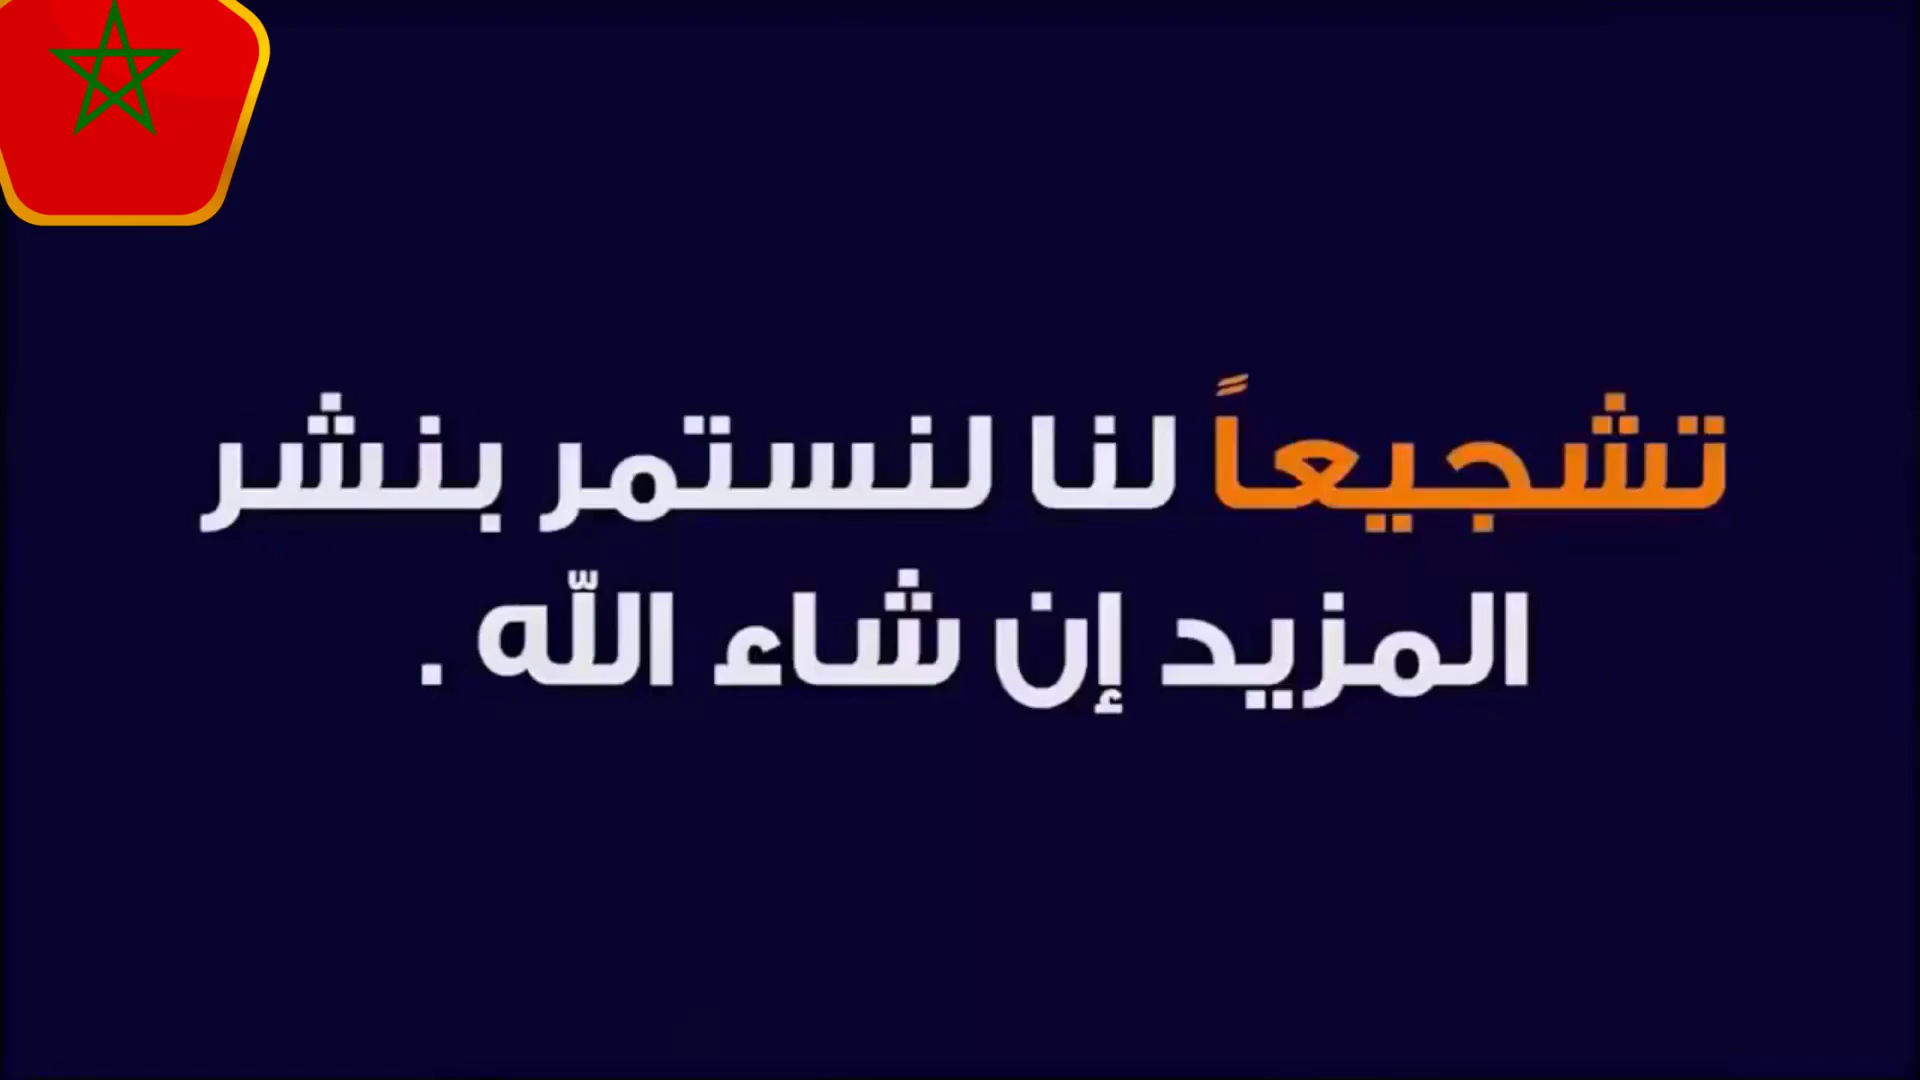 تشجيعاً لنا لنستمر بنشر
المزيد إن شاء اللّه .